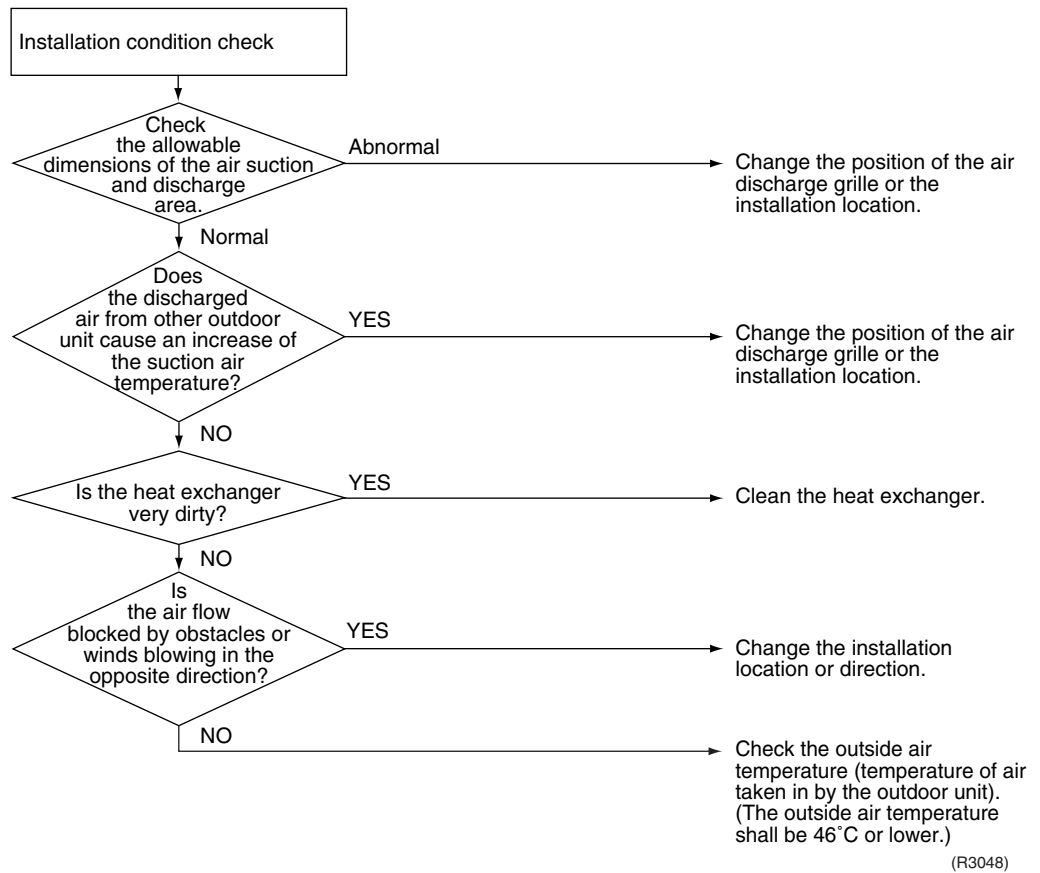 Installation condition check
Check
the allowable
dimensions of the air suction
and discharge
area.
Abnormal
Change the position of the air
discharge grille or the
installation location.
Normal
Does
the discharged
air from other outdoor
unit cause an increase of
the suction air
temperature?
YES
Change the position of the air
discharge grille or the
installation location.
NO
Is the heat exchanger
very dirty?
YES
Clean the heat exchanger.
NO
Is
the air flow
blocked by obstacles or
winds blowing in the
opposite direction?
YES
Change the installation
location or direction.
NO
Check the outside air
temperature (temperature of air
taken in by the outdoor unit).
(The outside air temperature
shall be 46˚C or lower.)
(R3048)